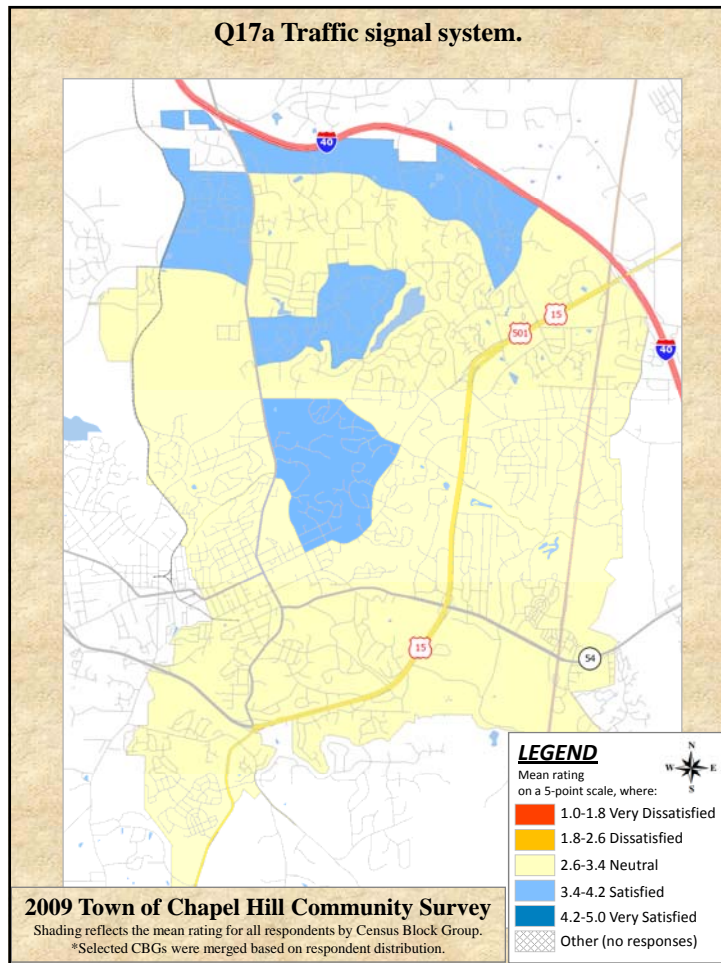 Q17a Traffic signal system.
40
15
501
40
15
54
LEGEND
Mean rating
on a 5-point scale, where:
N
W E
S
1.0-1.8 Very Dissatisfied
1.8-2.6 Dissatisfied
2.6-3.4 Neutral
3.4-4.2 Satisfied
4.2-5.0 Very Satisfied
Other (no responses)
2009 Town of Chapel Hill Community Survey
Shading reflects the mean rating for all respondents by Census Block Group.
*Selected CBGs were merged based on respondent distribution.